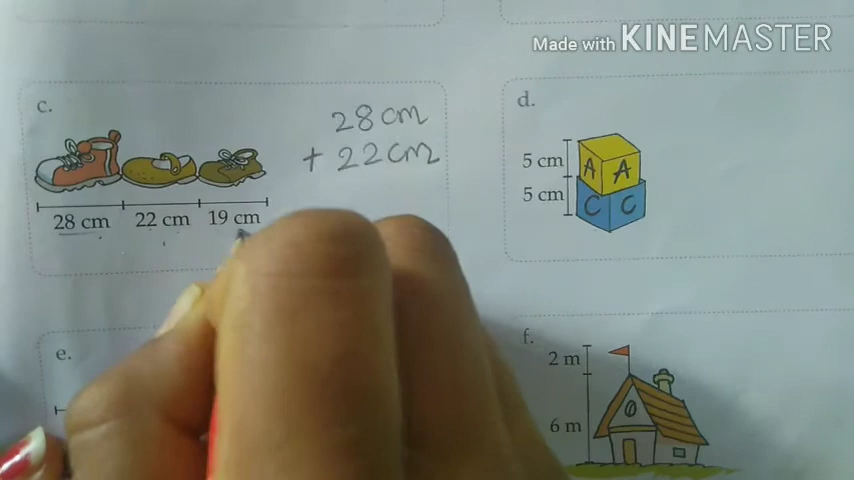 Made with KINEMASTER
c.
28 cm
+ 22 cm
28 cm 22 cm 19 cm
d.
5 cm
5 cm
A A
C C
e.
f.
2 m
6 m